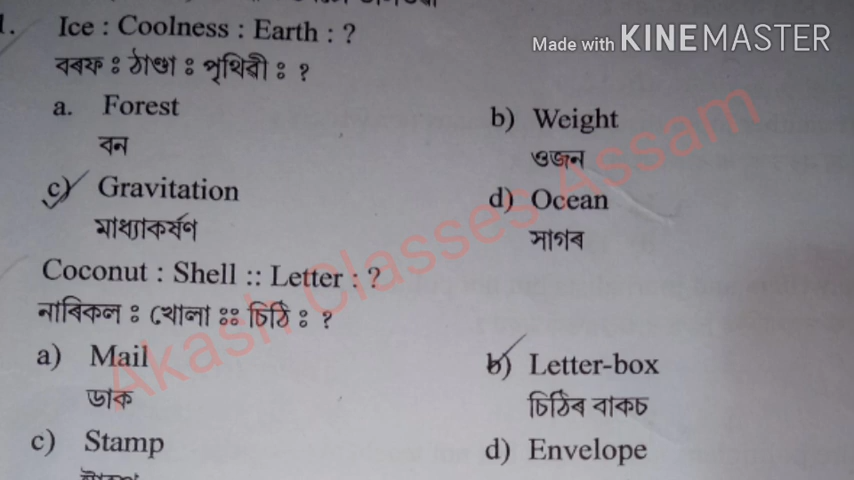 1. Ice : Coolness : Earth : ?
Made with KINEMASTER
বৰফ ঃ ঠাণ্ডা ঃ পৃথিৱী ঃ ?
a. Forest
b) Weight
বন
ওজন
c) Gravitation
d) Ocean
মাধ্যাকৰ্ষণ
সাগৰ
Coconut : Shell :: Letter : ?
নাৰিকল ঃ খোলা ঃঃ চিঠি ঃ ?
a) Mail
b) Letter-box
ডাক
চিঠিৰ বাকচ
c) Stamp
d) Envelope
Akash Classes Assam